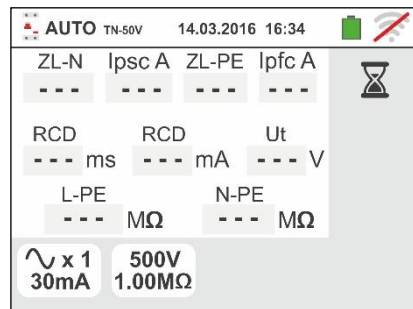 AUTO TN-50V 14.03.2016 16:34
ZL-N Ipsc A ZL-PE Ipfc A
--- --- --- ---
RCD RCD Ut
--- ms --- mA --- V
L-PE N-PE
--- MΩ --- MΩ
x 1 500V
30mA 1.00MΩ